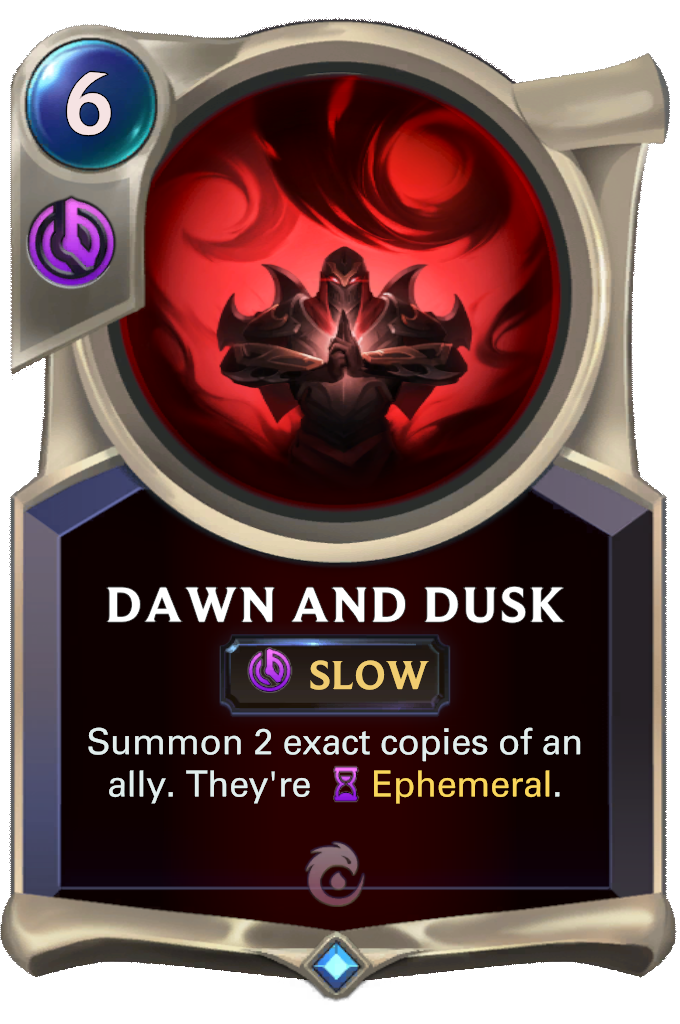 6
DAWN AND DUSK
SLOW
Summon 2 exact copies of an
ally. They're Ephemeral.